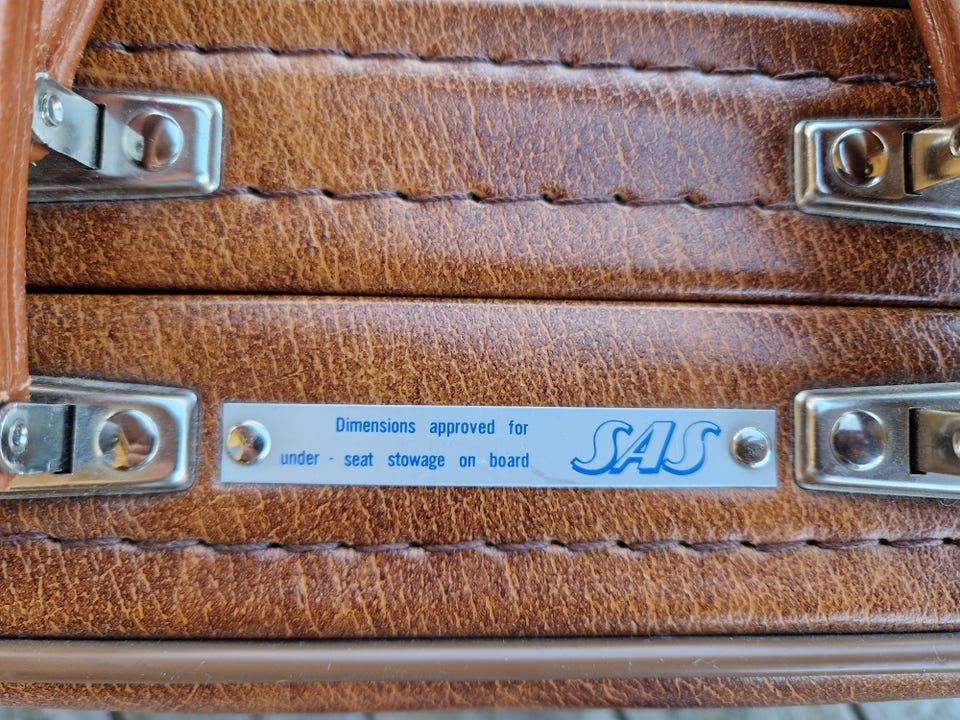 Dimensions approved for
under - seat stowage on board
SAS